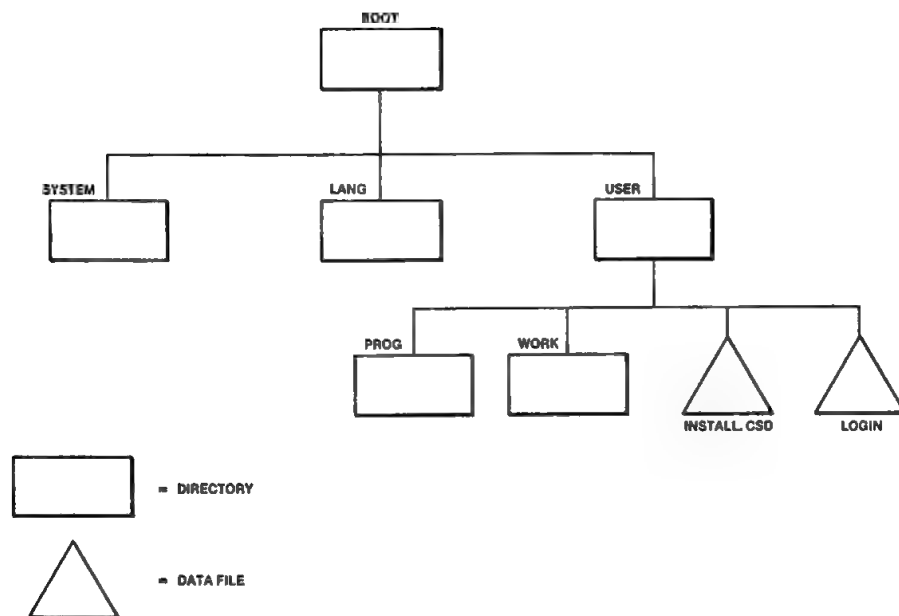 ROOT
SYSTEM
LANG
USER
PROG
WORK
INSTALL.CSD
LOGIN
= DIRECTORY
= DATA FILE